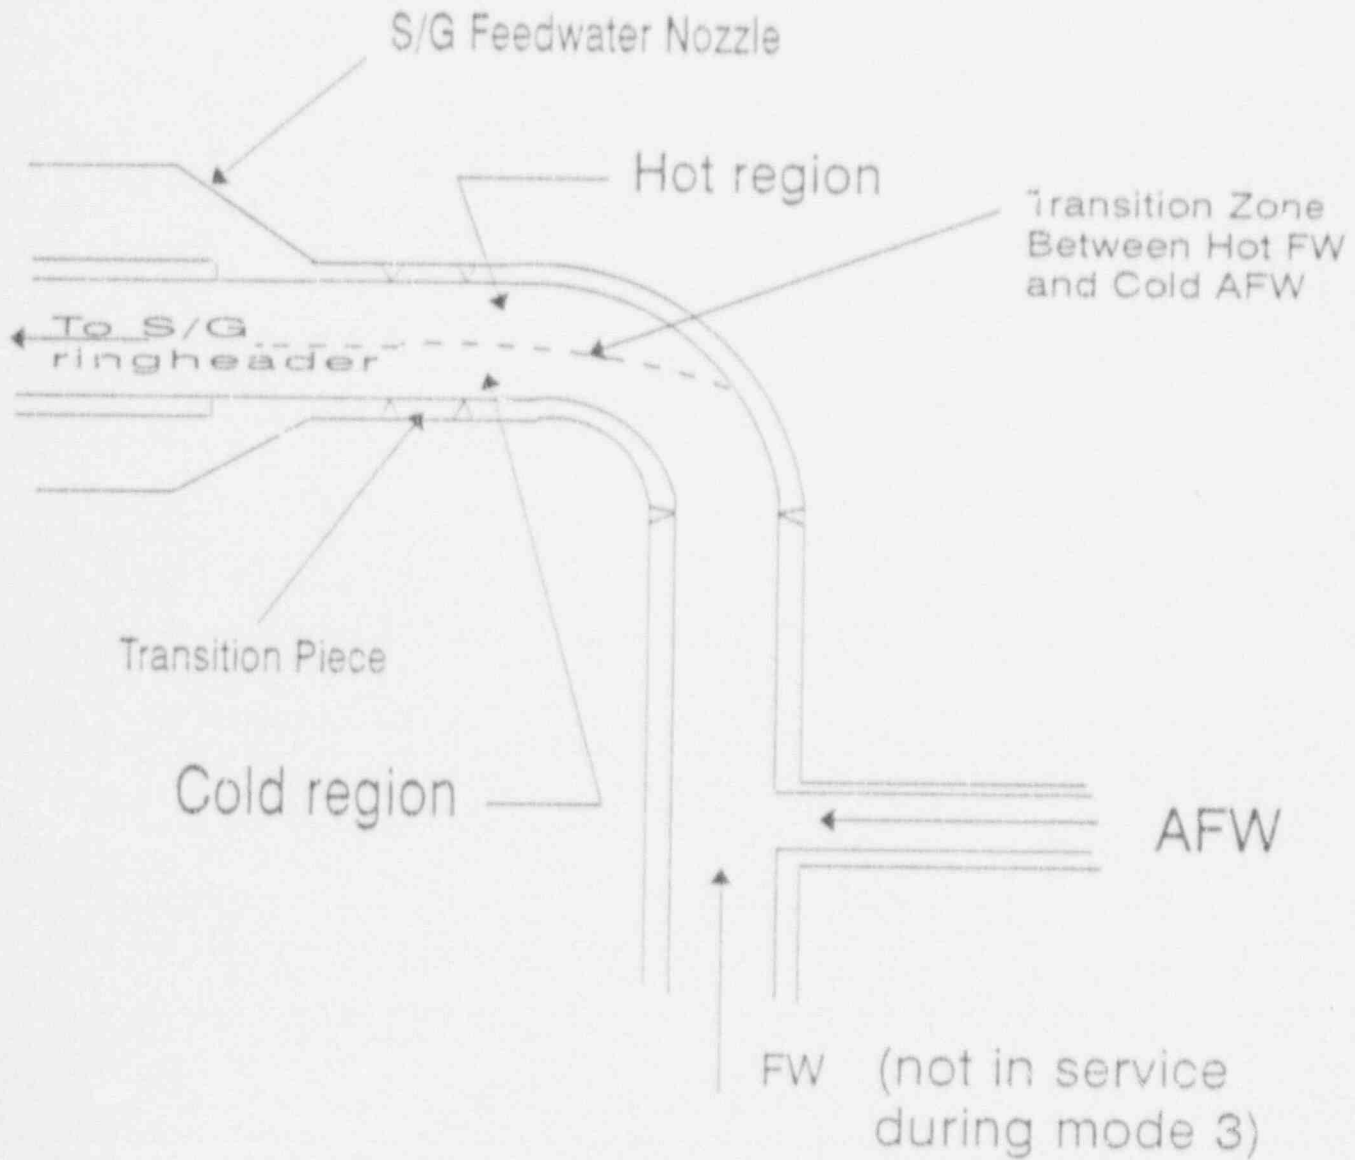 S/G Feedwater Nozzle
Hot region
Transition Zone
Between Hot FW
and Cold AFW
To S/G
ringheader
Transition Piece
Cold region
AFW
FW (not in service
during mode 3)